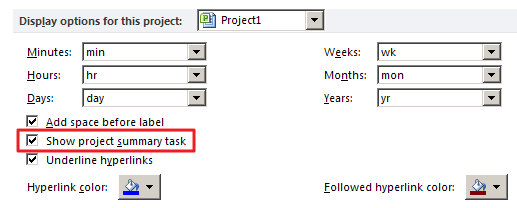 Display options for this project: Project1
Minutes: min Weeks: wk
Hours: hr Months: mon
Days: day Years: yr
Add space before label
Show project summary task
Underline hyperlinks
Hyperlink color: Followed hyperlink color: